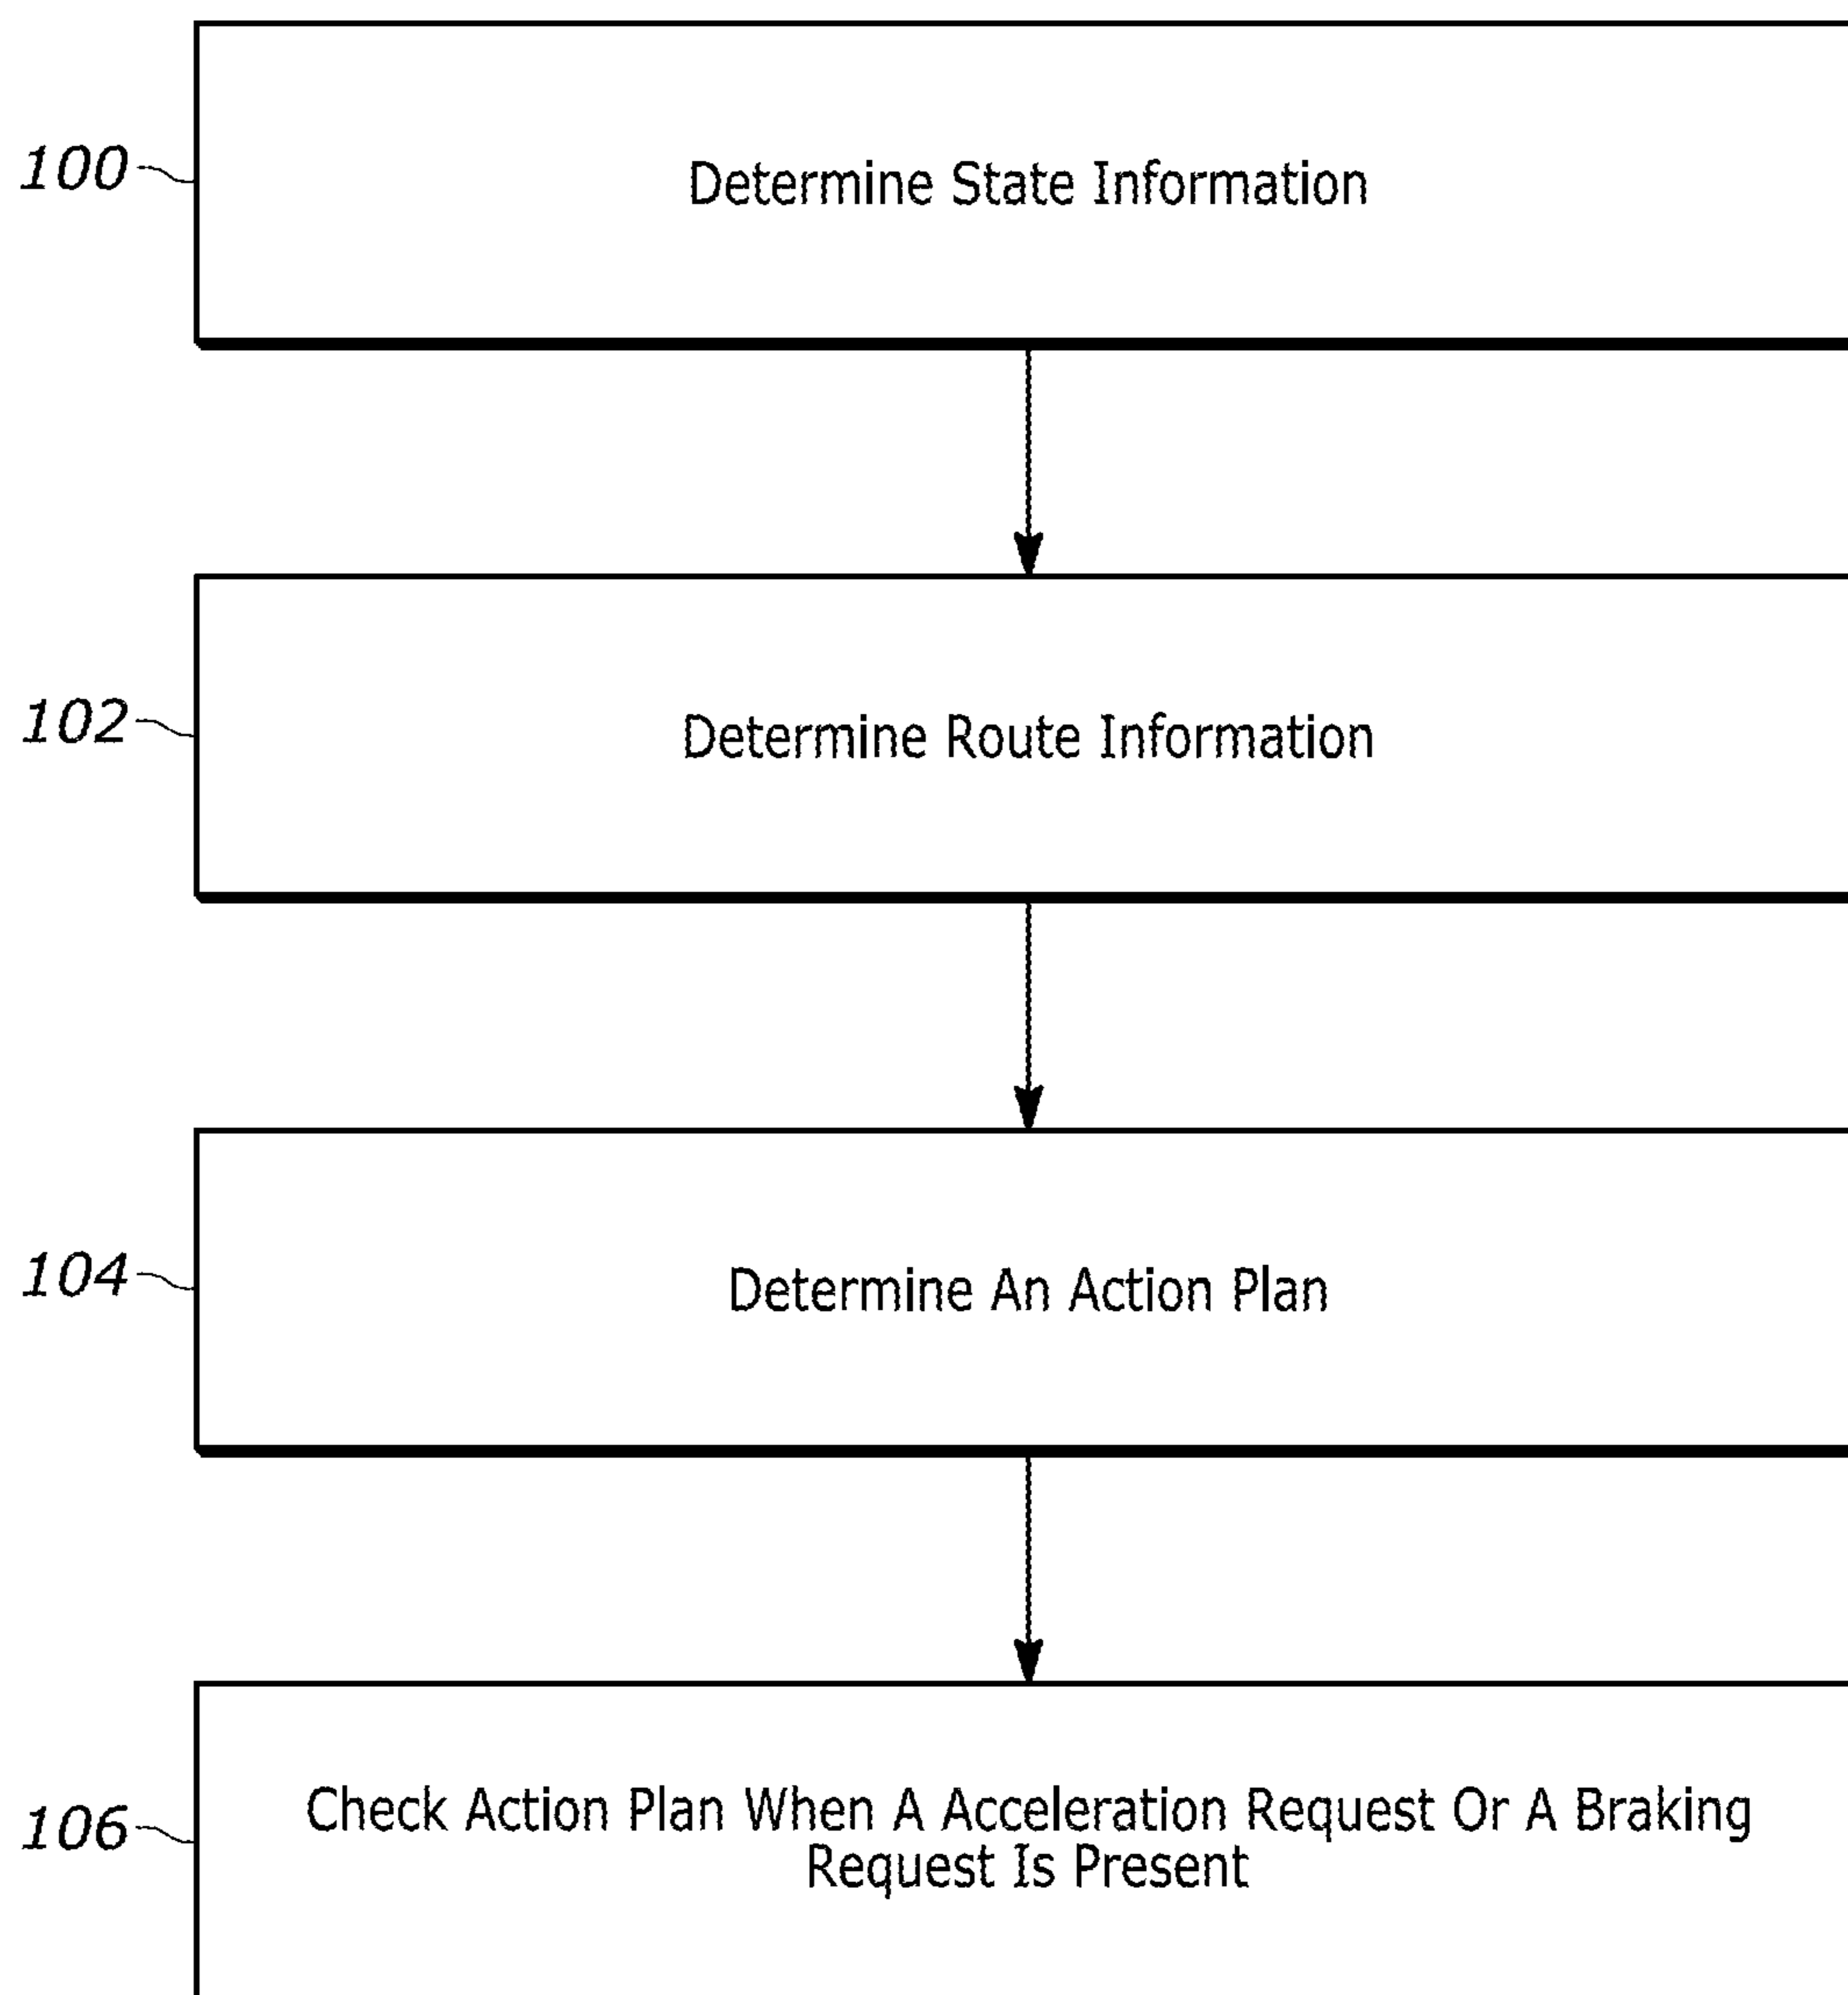 100
Determine State Information
102
Determine Route Information
104
Determine An Action Plan
106
Check Action Plan When A Acceleration Request Or A Braking
Request Is Present